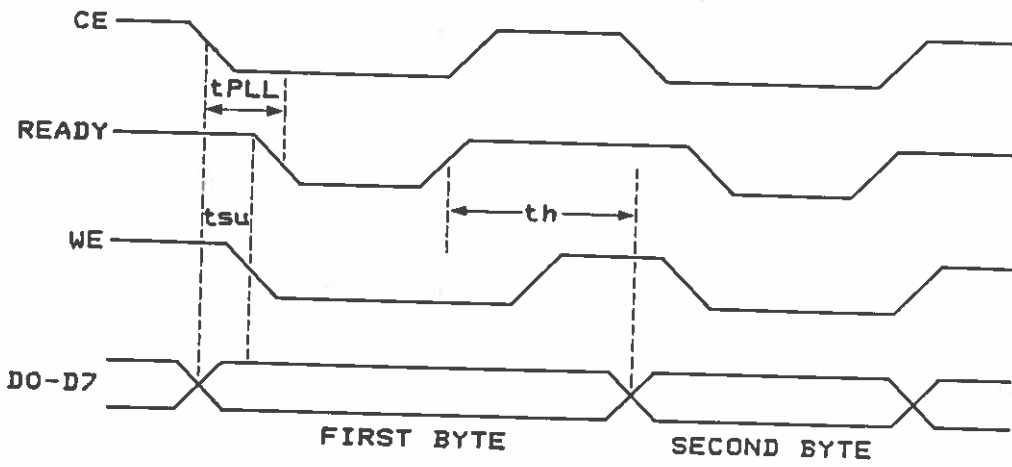 CE
tPLL
READY
th
tsu
WE
D0-D7
FIRST BYTE
SECOND BYTE